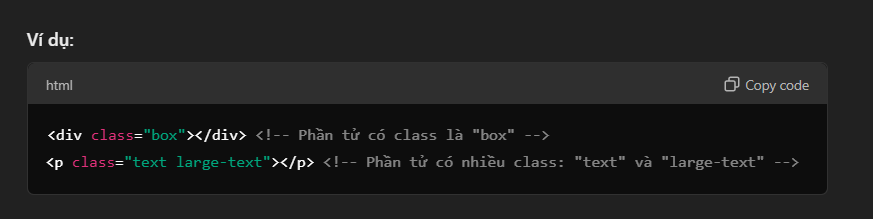 Ví dụ:
html
Copy code
<div class="box"></div> <!-- Phần tử có class là "box" -->
<p class="text large-text"></p> <!-- Phần tử có nhiều class: "text" và "large-text" -->